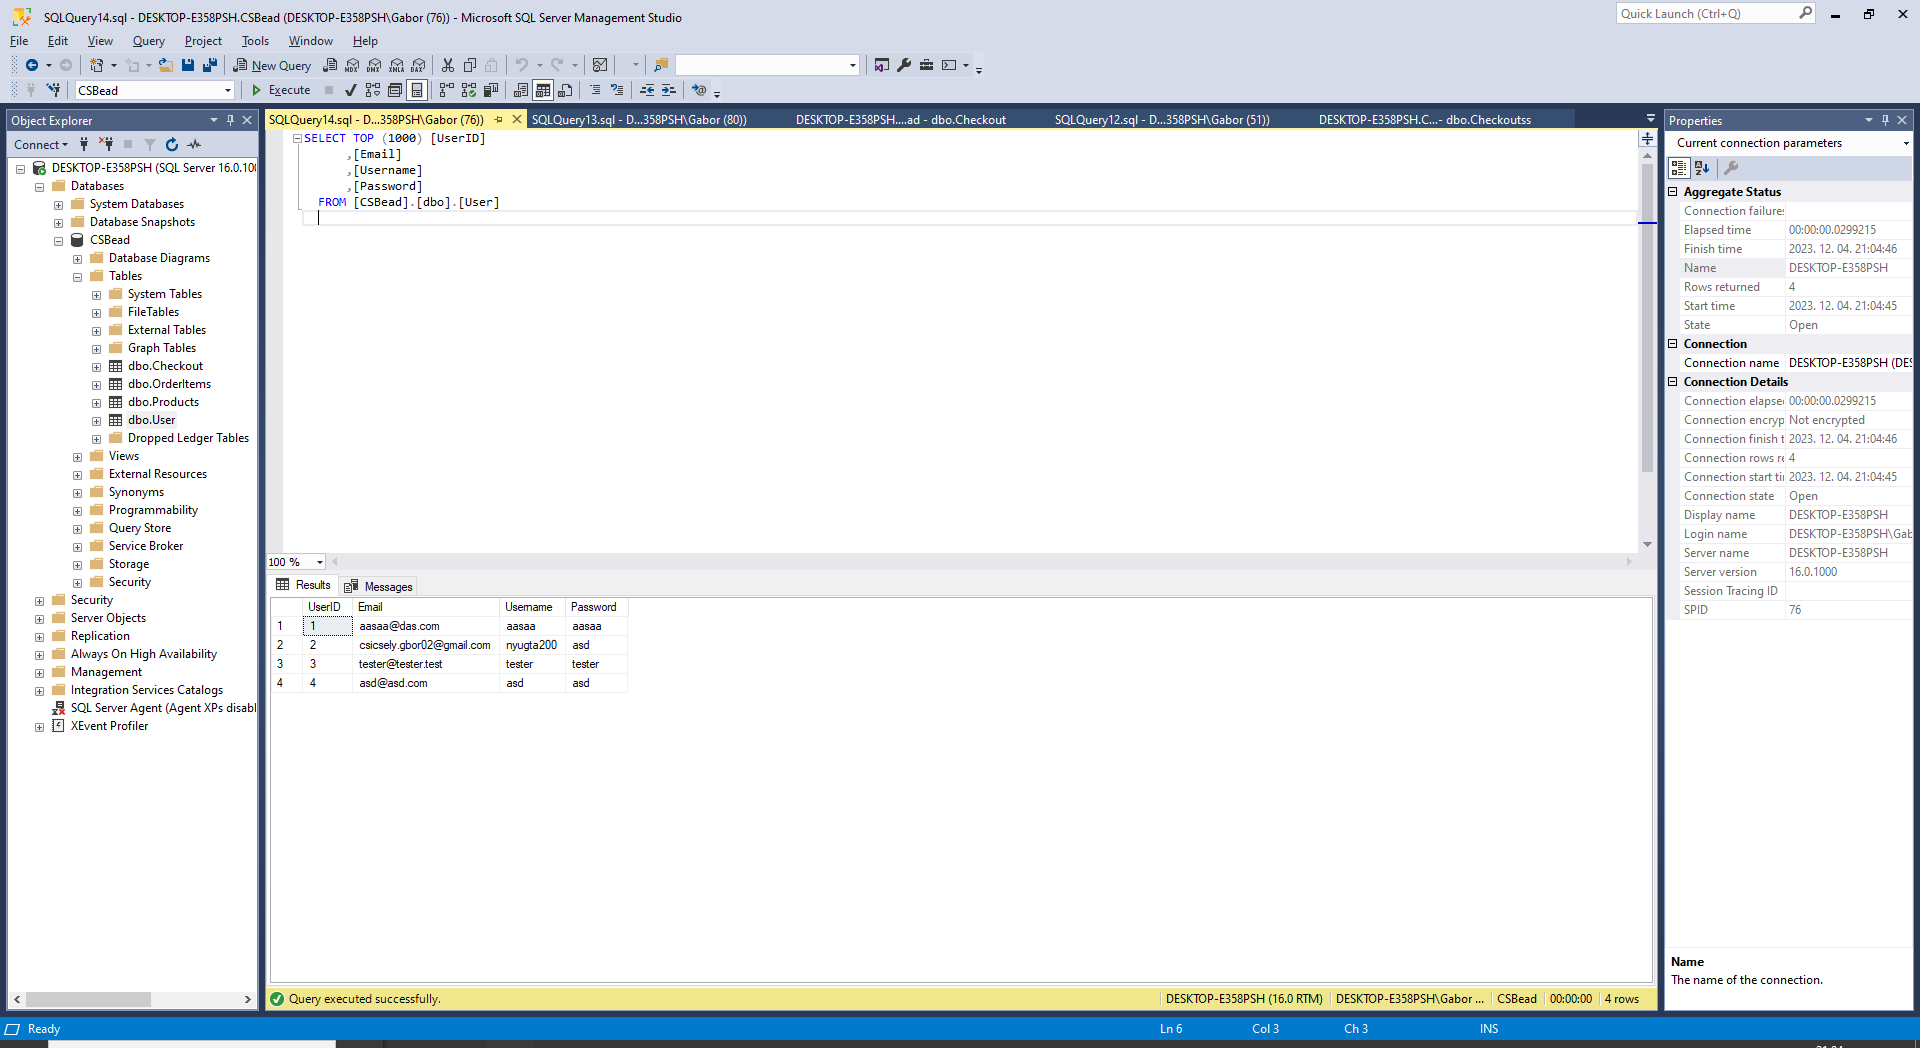 SQLQuery14.sql - DESKTOP-E358PSH.CSBead (DESKTOP-E358PSH\Gabor (76)) - Microsoft SQL Server Management Studio
Quick Launch (Ctrl+Q)
File Edit View Query Project Tools Window Help
New Query MDX DMX XMLA DAX
CSBead Execute
Object Explorer
Connect
DESKTOP-E358PSH (SQL Server 16.0.100
Databases
System Databases
Database Snapshots
CSBead
Database Diagrams
Tables
System Tables
FileTables
External Tables
Graph Tables
dbo.Checkout
dbo.OrderItems
dbo.Products
dbo.User
Dropped Ledger Tables
Views
External Resources
Synonyms
Programmability
Query Store
Service Broker
Storage
Security
Security
Server Objects
Replication
Always On High Availability
Management
Integration Services Catalogs
SQL Server Agent (Agent XPs disabl
XEvent Profiler
SQLQuery14.sql - D...358PSH\Gabor (76)) SQLQuery13.sql - D...358PSH\Gabor (80)) DESKTOP-E358PSH....ad - dbo.Checkout SQLQuery12.sql - D...358PSH\Gabor (51)) DESKTOP-E358PSH.C...- dbo.Checkoutss
SELECT TOP (1000) [UserID]
,[Email]
,[Username]
,[Password]
FROM [CSBead].[dbo].[User]
100 %
Results Messages
UserID Email Username Password
1 1 aasaa@das.com aasaa aasaa
2 2 csicsely.gbor02@gmail.com nyugta200 asd
3 3 tester@tester.test tester tester
4 4 asd@asd.com asd asd
Query executed successfully. DESKTOP-E358PSH (16.0 RTM) DESKTOP-E358PSH\Gabor ... CSBead 00:00:00 4 rows
Properties
Current connection parameters
Aggregate Status
Connection failures
Elapsed time 00:00:00.0299215
Finish time 2023. 12. 04. 21:04:46
Name DESKTOP-E358PSH
Rows returned 4
Start time 2023. 12. 04. 21:04:45
State Open
Connection
Connection name DESKTOP-E358PSH (DES
Connection Details
Connection elapse 00:00:00.0299215
Connection encryp Not encrypted
Connection finish t 2023. 12. 04. 21:04:46
Connection rows re 4
Connection start ti 2023. 12. 04. 21:04:45
Connection state Open
Display name DESKTOP-E358PSH
Login name DESKTOP-E358PSH\Gab
Server name DESKTOP-E358PSH
Server version 16.0.1000
Session Tracing ID
SPID 76
Name
The name of the connection.
Ready Ln 6 Col 3 Ch 3 INS